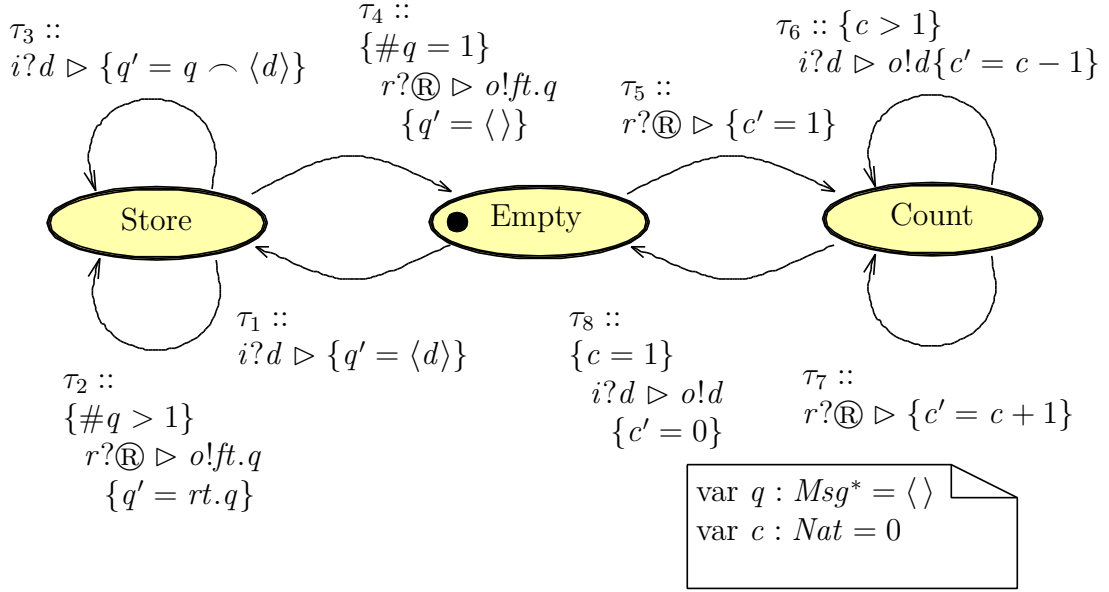 τ3 ::
i?d ▷ {q′ = q ⌢ ⟨d⟩}
τ4 ::
{#q = 1}
r?Ⓡ ▷ o!ft.q
{q′ = ⟨ ⟩}
τ5 ::
r?Ⓡ ▷ {c′ = 1}
τ6 :: {c > 1}
i?d ▷ o!d{c′ = c − 1}
Store
Empty
Count
τ1 ::
i?d ▷ {q′ = ⟨d⟩}
τ8 ::
{c = 1}
i?d ▷ o!d
{c′ = 0}
τ2 ::
{#q > 1}
r?Ⓡ ▷ o!ft.q
{q′ = rt.q}
τ7 ::
r?Ⓡ ▷ {c′ = c + 1}
var q : Msg* = ⟨ ⟩
var c : Nat = 0